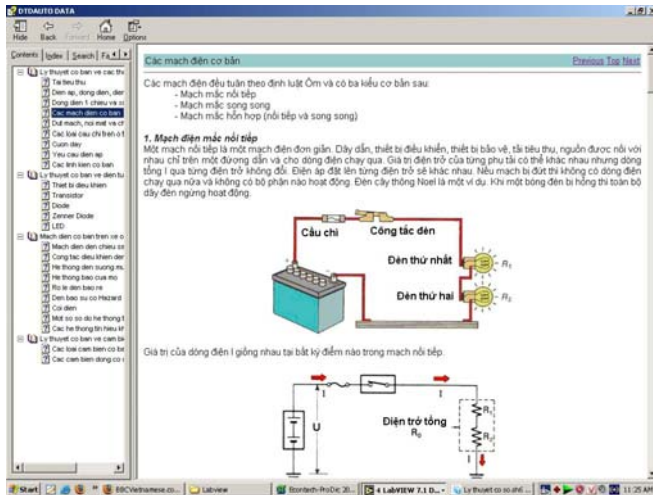 DTDAUTO DATA
Hide Back Forward Home Options
Contents Index Search
Ly thuyet co ban ve cac th
Tai tieu thu
Dien ap, dong dien, dien
Dong dien 1 chieu va x
Cac mach dien co ban
Dut mach, noi mat va ch
Cac loai cau chi tren o t
Cuon day
Yeu cau dien ap
Cac linh kien co ban
Ly thuyet co ban ve dien tu
Thiet bi dieu khien
Transistor
Diode
Zenner Diode
LED
Mach dien co ban tren xe o
Mach dien den chieu sa
Cong tac dieu khien der
He thong den suong mu
He thong bao cua mo
Ro le den bao re
Den bao su co Hazard
Coi dien
Mot so so do he thong t
Cac he thong tin hieu kh
Ly thuyet co ban ve cam bi
Cac loai cam bien co ba
Cac cam bien dong co
Các mạch điện cơ bản
Previous Top Next
Các mạch điện đều tuân theo định luật Ôm và có ba kiểu cơ bản sau:
- Mạch mắc nối tiếp
- Mạch mắc song song
- Mạch mắc hỗn hợp (nối tiếp và song song)
1. Mạch điện mắc nối tiếp
Một mạch nối tiếp là một mạch điện đơn giản. Dây dẫn, thiết bị điều khiển, thiết bị bảo vệ, tải tiêu thụ, nguồn được nối với
nhau chỉ trên một đường dẫn và cho dòng điện chạy qua. Giá trị điện trở của từng phụ tải có thể khác nhau nhưng dòng
tổng I qua từng điện trở không đổi. Điện áp đặt lên từng điện trở sẽ khác nhau. Nếu mạch bị đứt thì không có dòng điện
chạy qua nữa và không có bộ phận nào hoạt động. Đèn cây thông Noel là một ví dụ. Khi một bóng đèn bị hỏng thì toàn bộ
dây đèn ngừng hoạt động.
Cầu chì
Công tắc đèn
Đèn thứ nhất
R₁
Đèn thứ hai
R₂
Giá trị của dòng điện I giống nhau tại bất kỳ điểm nào trong mạch nối tiếp.
I
I
U
Điện trở tổng
R₀
R₁
R₂
I
Start
BBCVietnamese.co...
Labview
Econtech-ProDic 20...
4 LabVIEW 7.1 D...
Ly thuyet co so.sh6
11:25 AM